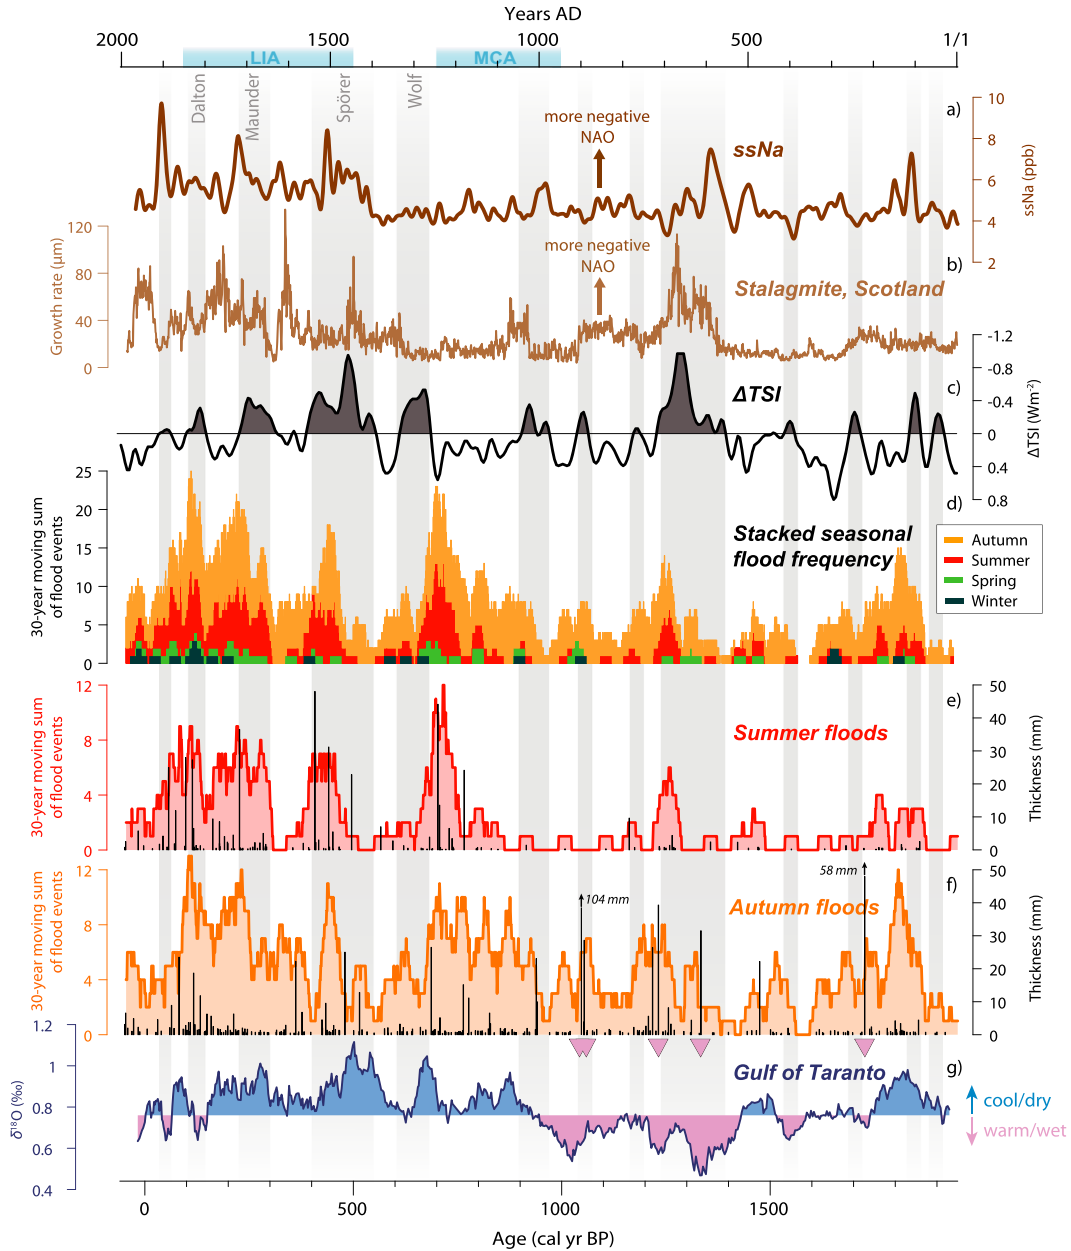 Years AD
2000 1500 1000 500 1/1
LIA MCA
Dalton
Maunder
Spörer
Wolf
a)
10
8
6
4
2
ssNa (ppb)
more negative
NAO
ssNa
120
80
40
0
Growth rate (µm)
more negative
NAO
b)
Stalagmite, Scotland
-1.2
-0.8
-0.4
0
0.4
0.8
ΔTSI (Wm-2)
c)
ΔTSI
25
20
15
10
5
0
30-year moving sum
of flood events
d)
Stacked seasonal
flood frequency
Autumn
Summer
Spring
Winter
12
8
4
0
30-year moving sum
of flood events
e)
Summer floods
50
40
30
20
10
0
Thickness (mm)
12
8
4
0
30-year moving sum
of flood events
104 mm
58 mm
f)
Autumn floods
50
40
30
20
10
0
Thickness (mm)
1.2
1
0.8
0.6
0.4
δ18O (‰)
Gulf of Taranto
g)
cool/dry
warm/wet
0 500 1000 1500
Age (cal yr BP)